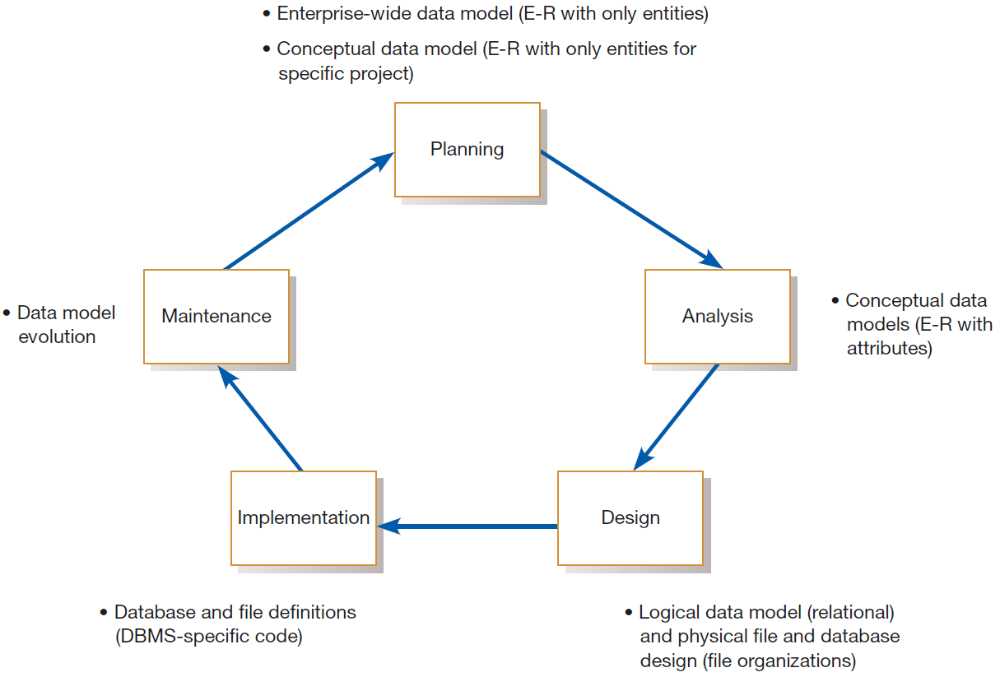 • Enterprise-wide data model (E-R with only entities)
• Conceptual data model (E-R with only entities for
specific project)
Planning
Maintenance
Analysis
• Data model
evolution
• Conceptual data
models (E-R with
attributes)
Implementation
Design
• Database and file definitions
(DBMS-specific code)
• Logical data model (relational)
and physical file and database
design (file organizations)